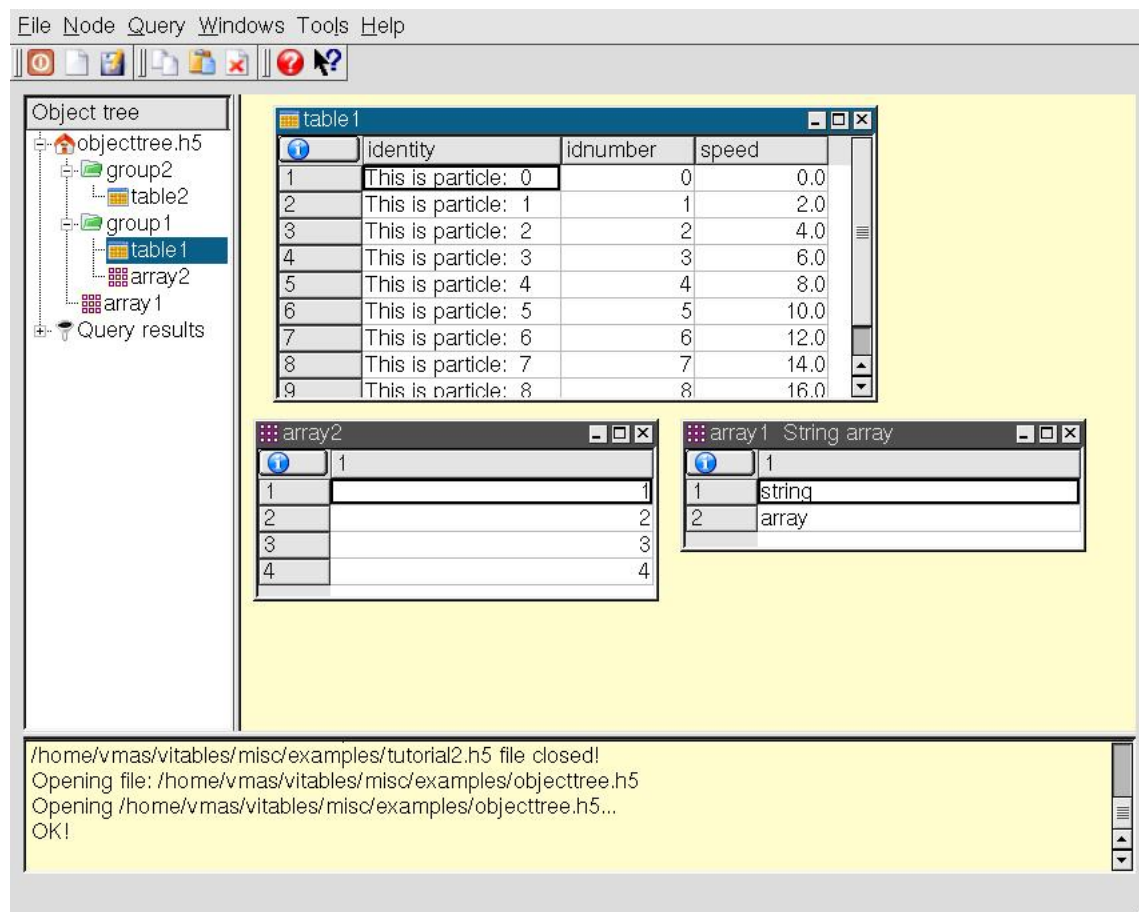 File Node Query Windows Tools Help
Object tree
objecttree.h5
group2
table2
group1
table1
array2
array1
Query results
table1
identity idnumber speed
1 This is particle: 0 0 0.0
2 This is particle: 1 1 2.0
3 This is particle: 2 2 4.0
4 This is particle: 3 3 6.0
5 This is particle: 4 4 8.0
6 This is particle: 5 5 10.0
7 This is particle: 6 6 12.0
8 This is particle: 7 7 14.0
9 This is particle: 8 8 16.0
array2
1
1 1
2 2
3 3
4 4
array1 String array
1
1 string
2 array
/home/vmas/vitables/misc/examples/tutorial2.h5 file closed!
Opening file: /home/vmas/vitables/misc/examples/objecttree.h5
Opening /home/vmas/vitables/misc/examples/objecttree.h5...
OK!